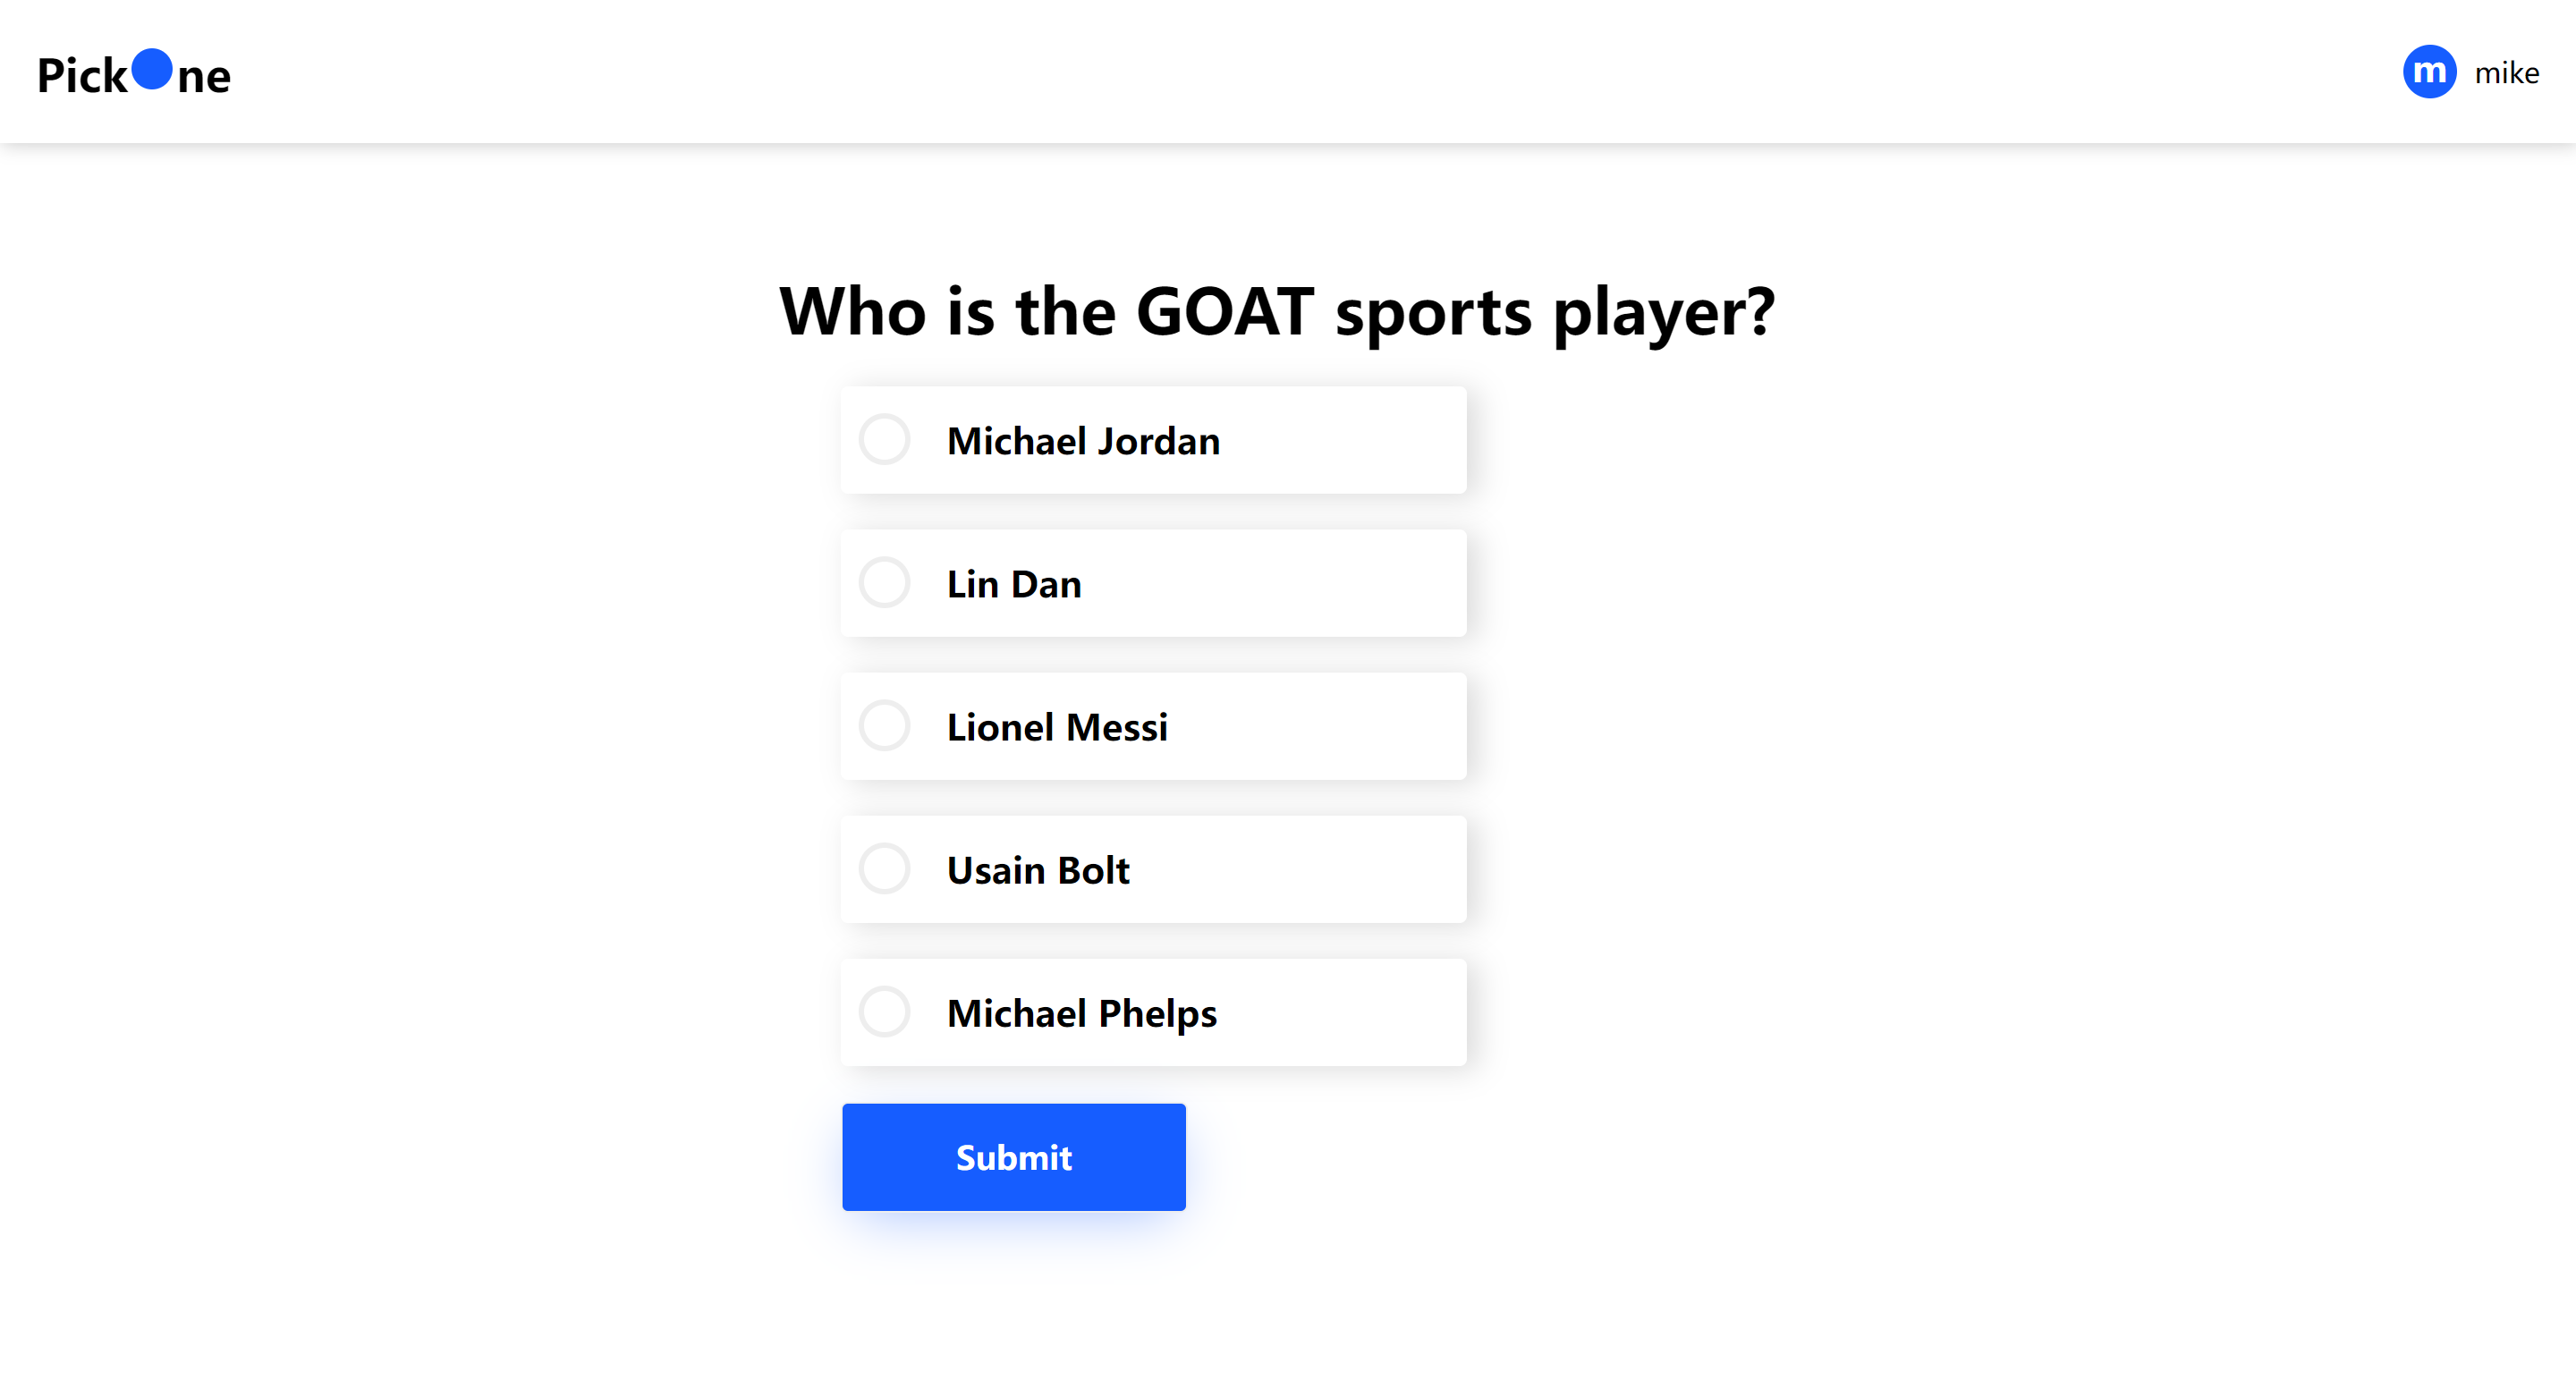 Pick ne
m mike
Who is the GOAT sports player?
Michael Jordan
Lin Dan
Lionel Messi
Usain Bolt
Michael Phelps
Submit